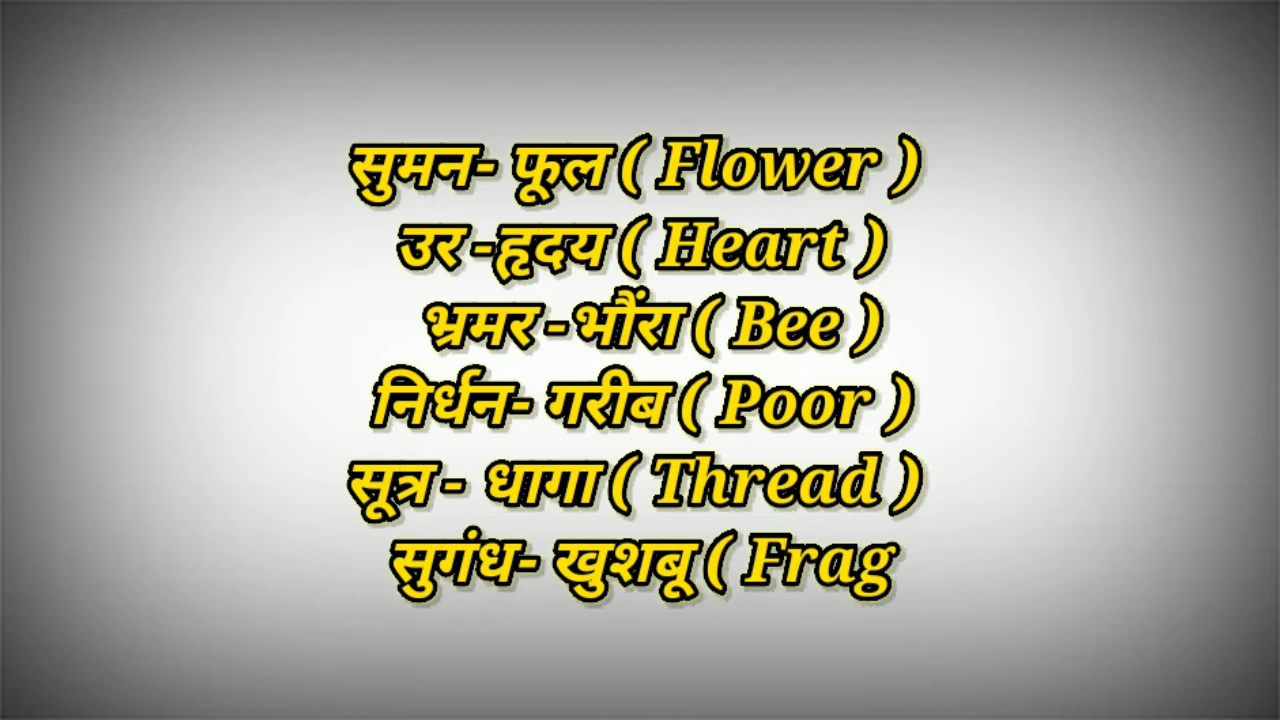 सुमन- फूल ( Flower )
उर -हृदय ( Heart )
भ्रमर -भौंरा ( Bee )
निर्धन- गरीब ( Poor )
सूत्र - धागा ( Thread )
सुगंध- खुशबू ( Frag